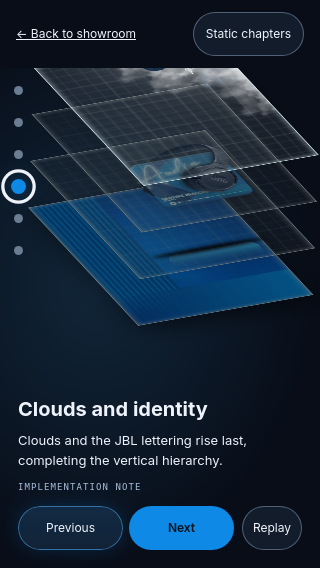 ← Back to showroom
Static chapters
Clouds and identity
Clouds and the JBL lettering rise last,
completing the vertical hierarchy.
IMPLEMENTATION NOTE
Previous
Next
Replay